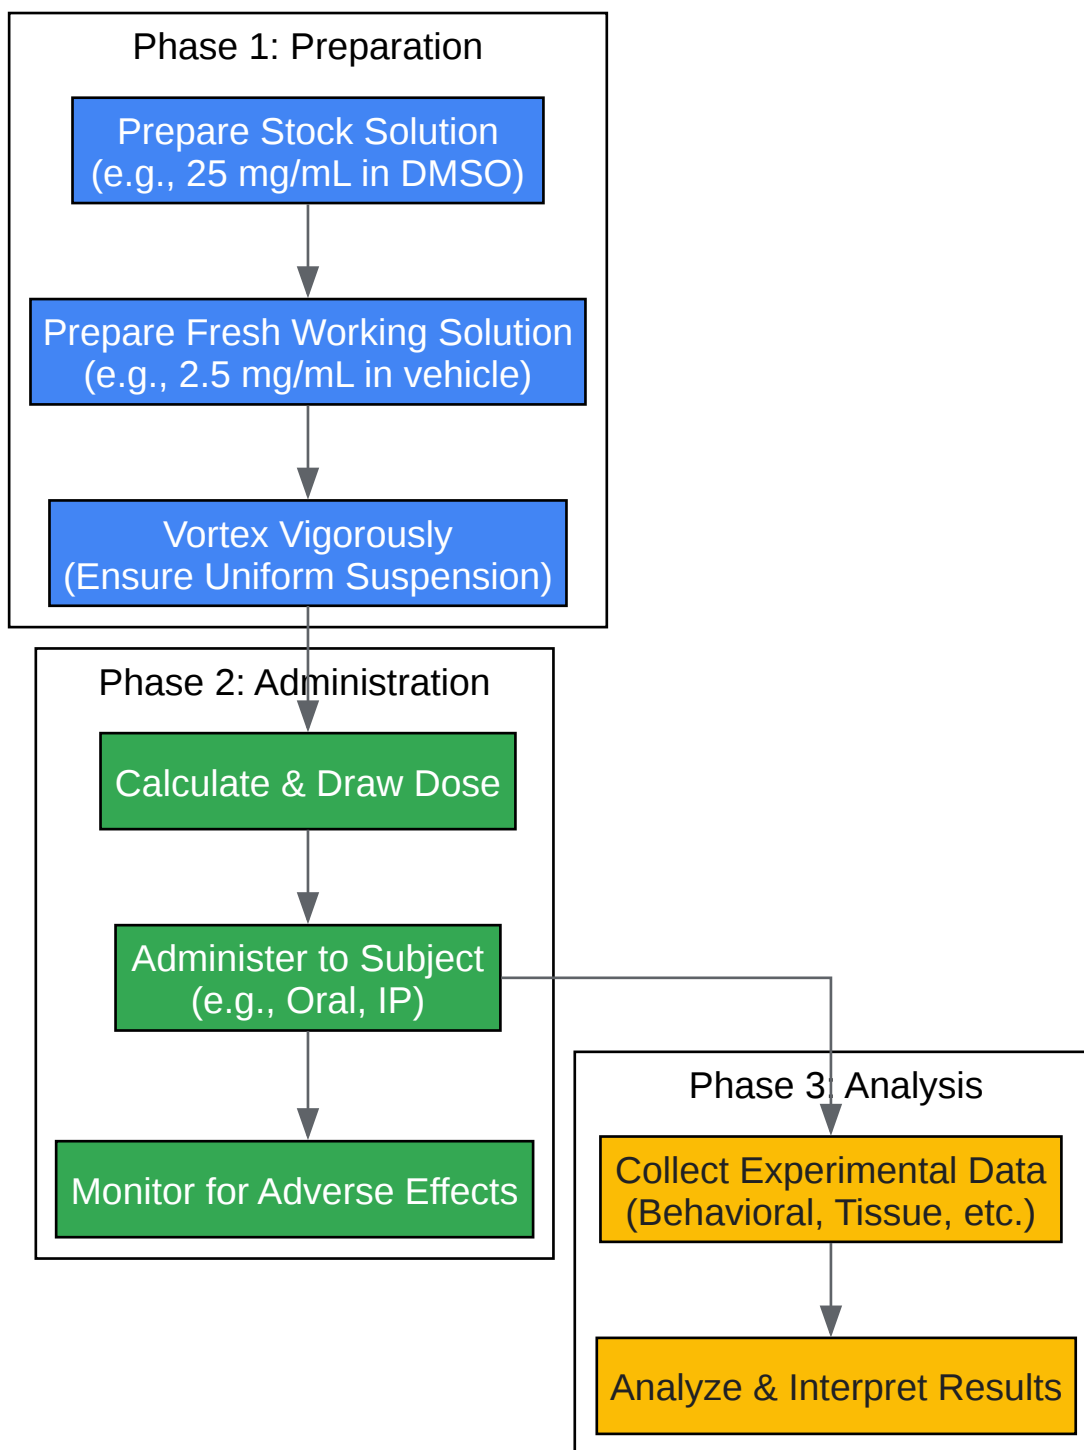 Phase 1: Preparation
Prepare Stock Solution
(e.g., 25 mg/mL in DMSO)
Prepare Fresh Working Solution
(e.g., 2.5 mg/mL in vehicle)
Vortex Vigorously
(Ensure Uniform Suspension)
Phase 2: Administration
Calculate & Draw Dose
Administer to Subject
(e.g., Oral, IP)
Monitor for Adverse Effects
Phase 3: Analysis
Collect Experimental Data
(Behavioral, Tissue, etc.)
Analyze & Interpret Results